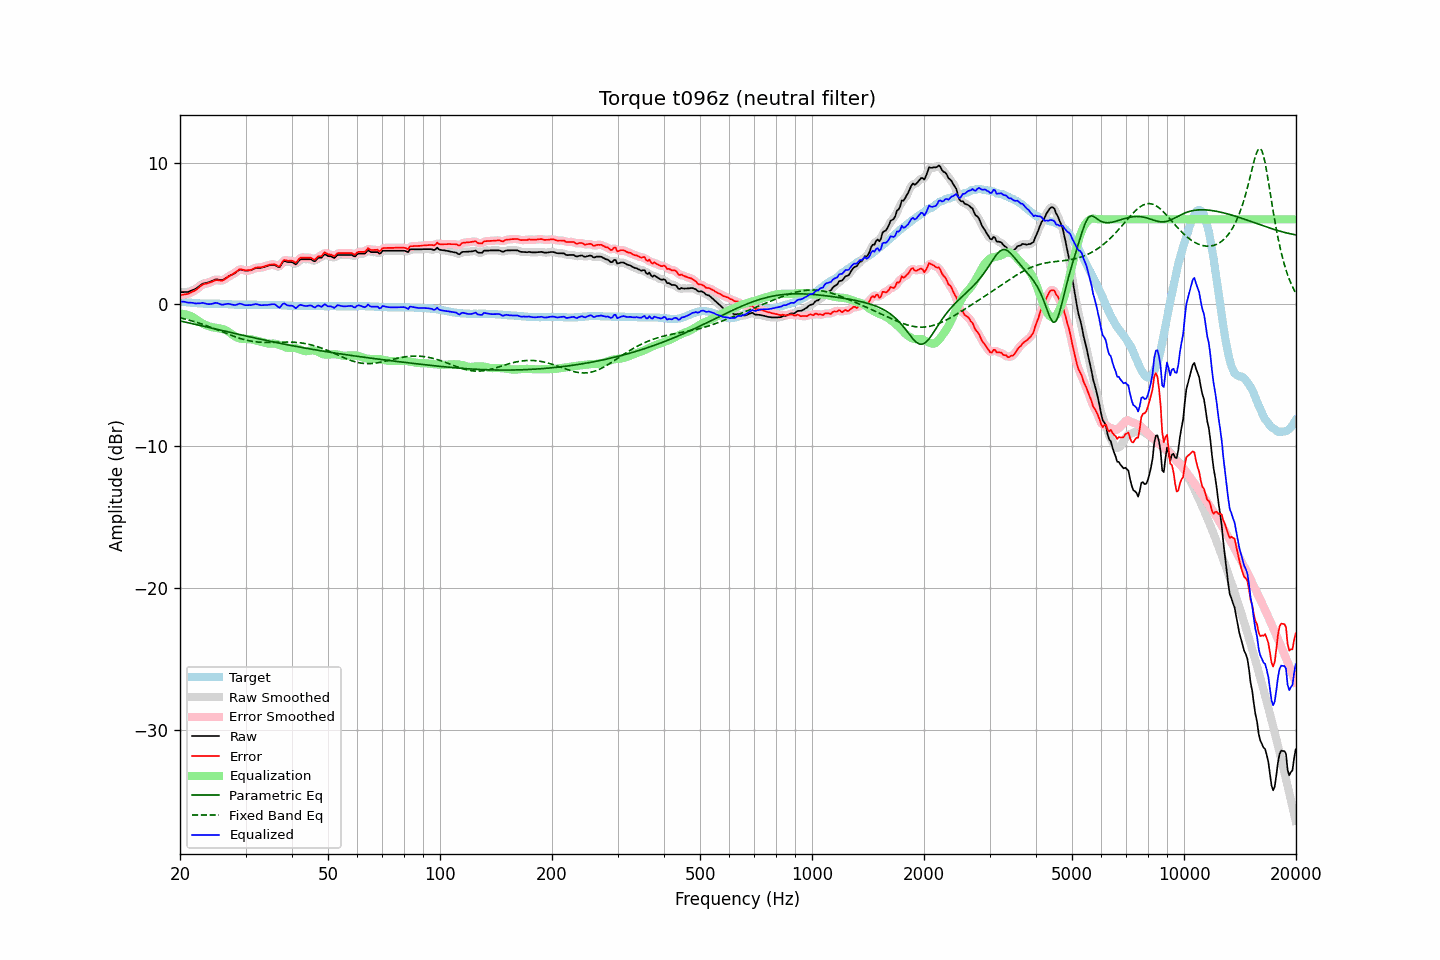 Torque t096z (neutral filter)
10
0
−10
−20
−30
Amplitude (dBr)
Target
Raw Smoothed
Error Smoothed
Raw
Error
Equalization
Parametric Eq
Fixed Band Eq
Equalized
20
50
100
200
500
1000
2000
5000
10000
20000
Frequency (Hz)